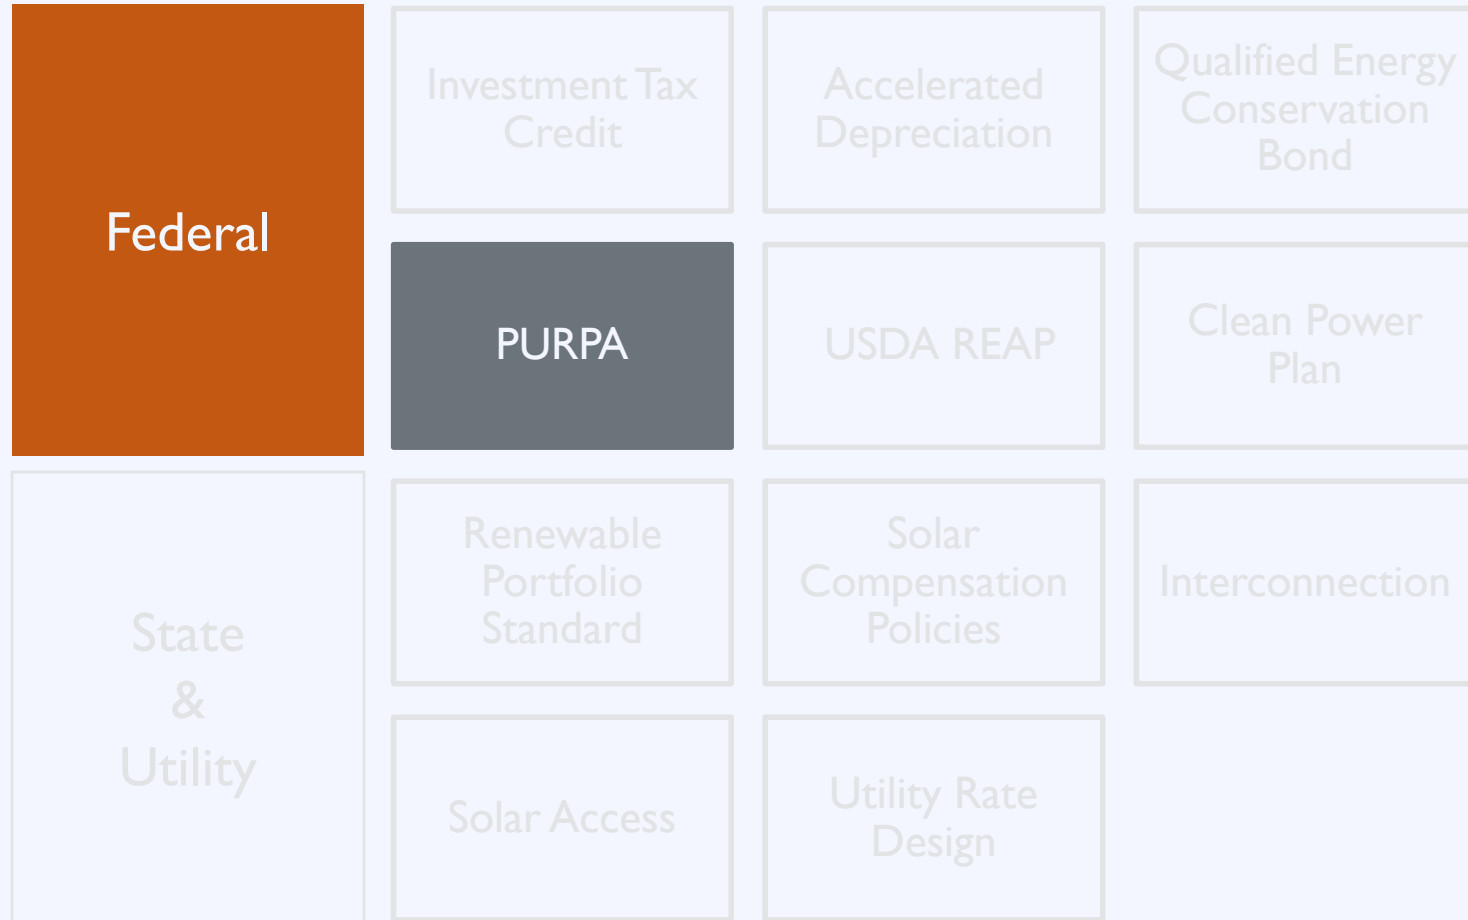 Federal
Investment Tax
Credit
Accelerated
Depreciation
Qualified Energy
Conservation
Bond
PURPA
USDA REAP
Clean Power
Plan
State
&
Utility
Renewable
Portfolio
Standard
Solar
Compensation
Policies
Interconnection
Solar Access
Utility Rate
Design